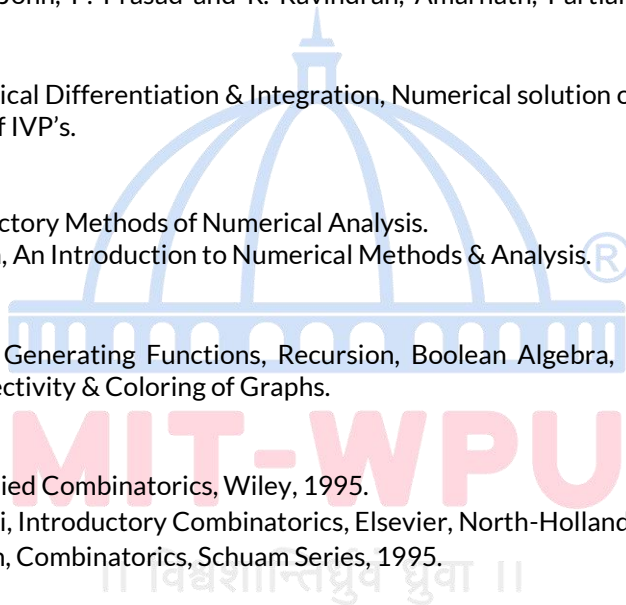 John, P. Prasad and R. Ravindran, Amarnath, Partial
ical Differentiation & Integration, Numerical solution o
f IVP’s.
ctory Methods of Numerical Analysis.
, An Introduction to Numerical Methods & Analysis.
®
Generating Functions, Recursion, Boolean Algebra,
ectivity & Coloring of Graphs.
MIT-WPU
ied Combinatorics, Wiley, 1995.
i, Introductory Combinatorics, Elsevier, North-Holland
n, Combinatorics, Schuam Series, 1995.
|| विश्वशान्तिर्ध्रुवं ध्रुवा ||